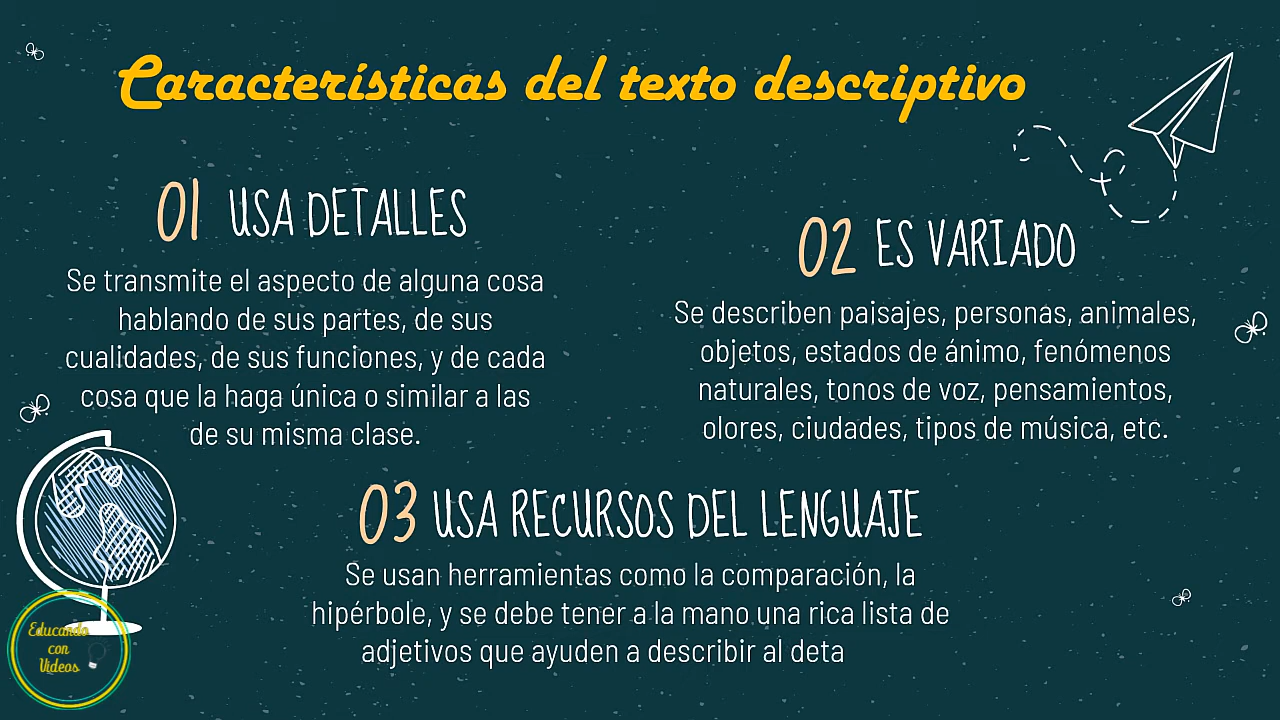 Características del texto descriptivo
01 USA DETALLES
Se transmite el aspecto de alguna cosa
hablando de sus partes, de sus
cualidades, de sus funciones, y de cada
cosa que la haga única o similar a las
de su misma clase.
02 ES VARIADO
Se describen paisajes, personas, animales,
objetos, estados de ánimo, fenómenos
naturales, tonos de voz, pensamientos,
olores, ciudades, tipos de música, etc.
03 USA RECURSOS DEL LENGUAJE
Se usan herramientas como la comparación, la
hipérbole, y se debe tener a la mano una rica lista de
adjetivos que ayuden a describir al deta
Educando
con
Videos